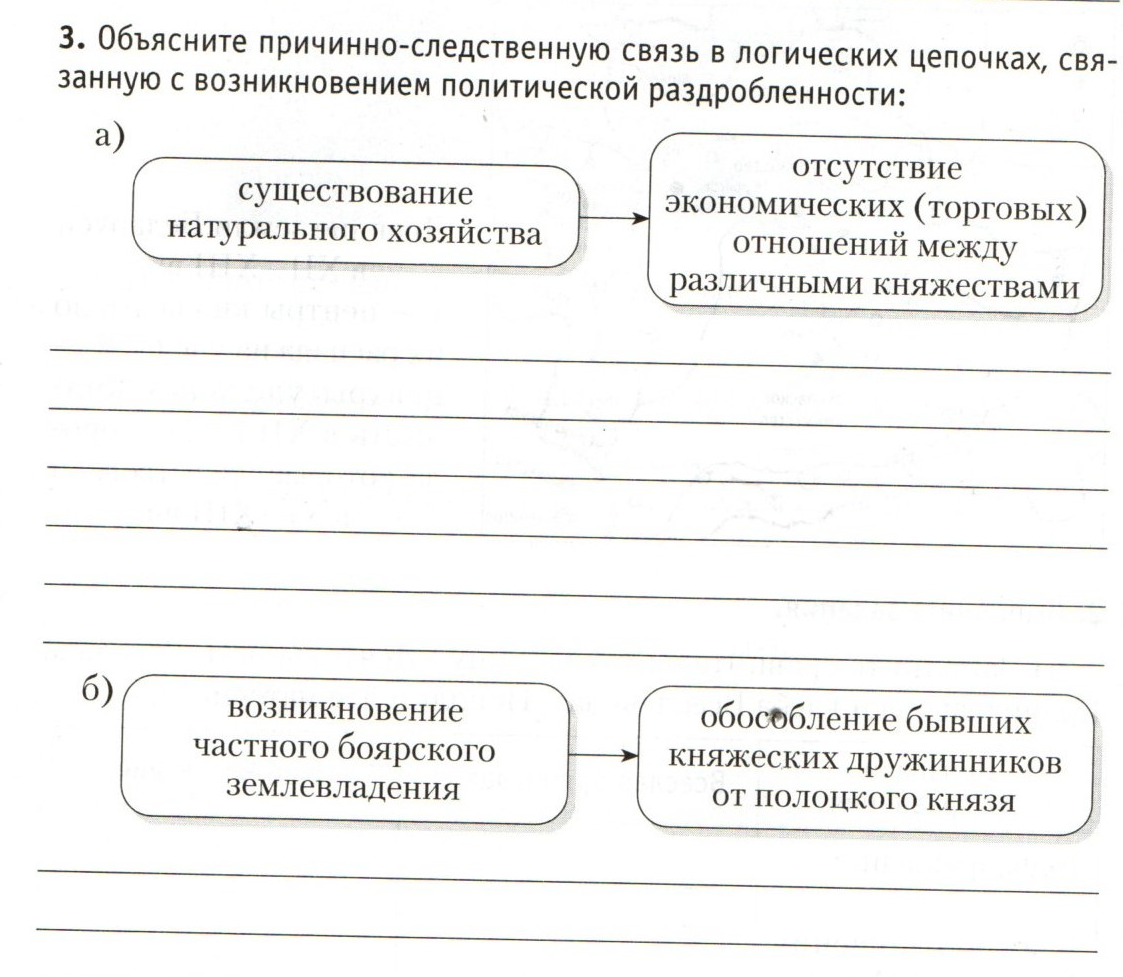 3. Объясните причинно-следственную связь в логических цепочках, свя-
занную с возникновением политической раздробленности:
а)
существование
натурального хозяйства
отсутствие
экономических (торговых)
отношений между
различными княжествами
б)
возникновение
частного боярского
землевладения
обособление бывших
княжеских дружинников
от полоцкого князя